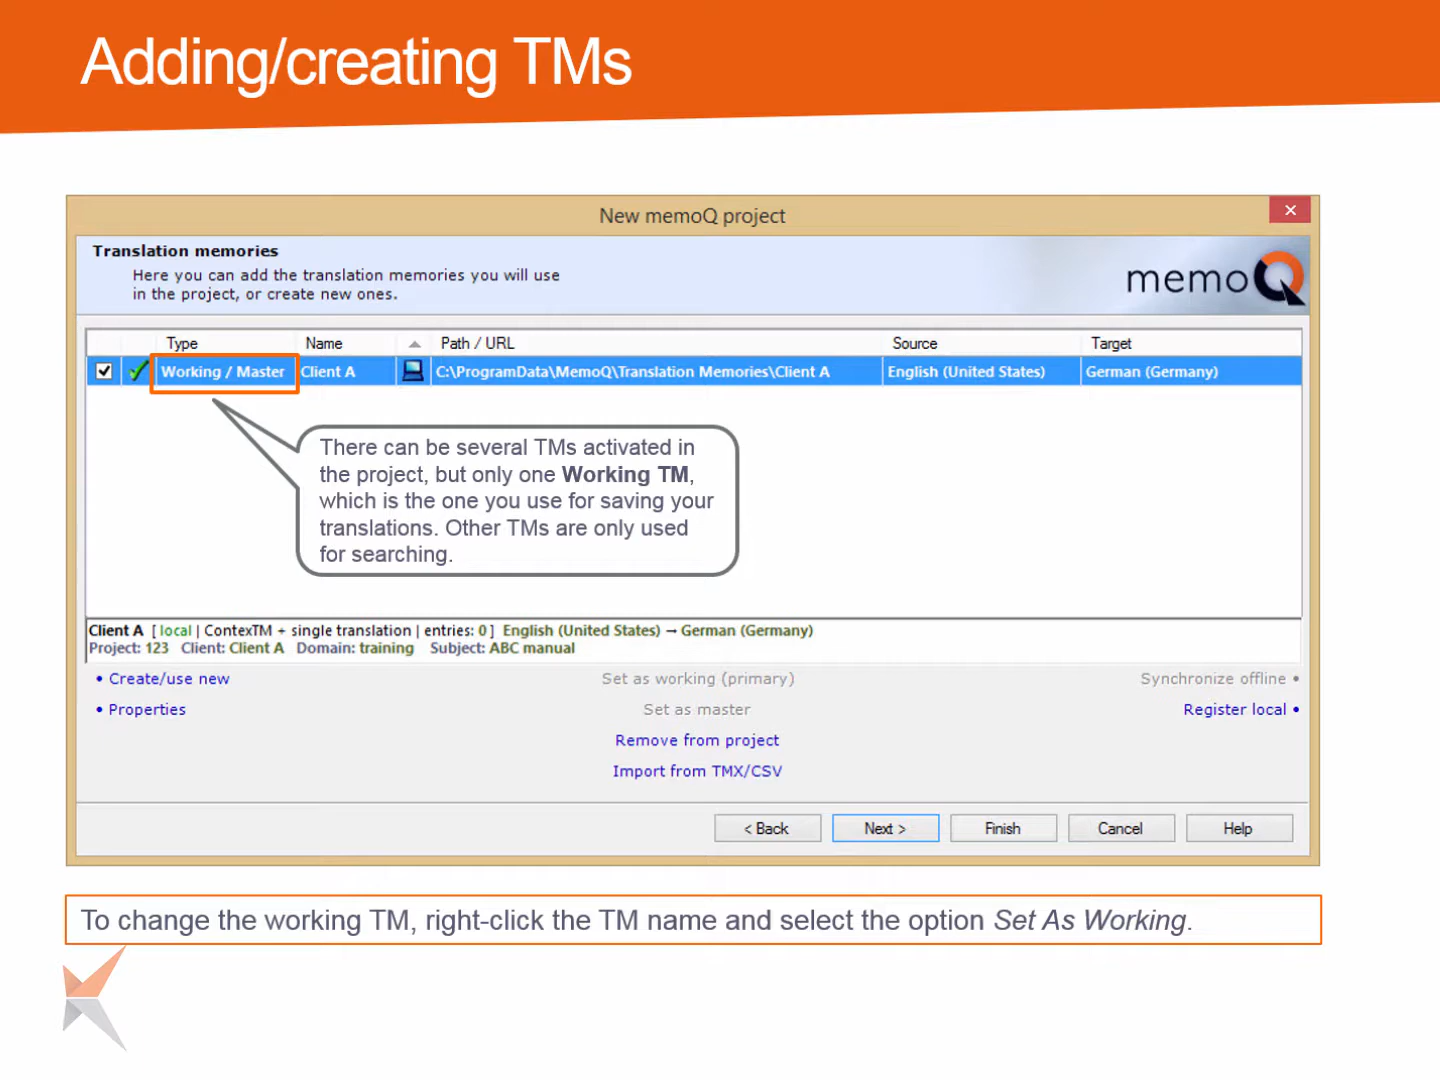 Adding/creating TMs
New memoQ project
Translation memories
Here you can add the translation memories you will use
in the project, or create new ones.
memoQ
Type Name Path / URL Source Target
Working / Master Client A C:\ProgramData\MemoQ\Translation Memories\Client A English (United States) German (Germany)
There can be several TMs activated in
the project, but only one Working TM,
which is the one you use for saving your
translations. Other TMs are only used
for searching.
Client A [ local | ContexTM + single translation | entries: 0 ] English (United States) → German (Germany)
Project: 123 Client: Client A Domain: training Subject: ABC manual
• Create/use new Set as working (primary) Synchronize offline •
• Properties Set as master Register local •
Remove from project
Import from TMX/CSV
< Back Next > Finish Cancel Help
To change the working TM, right-click the TM name and select the option Set As Working.